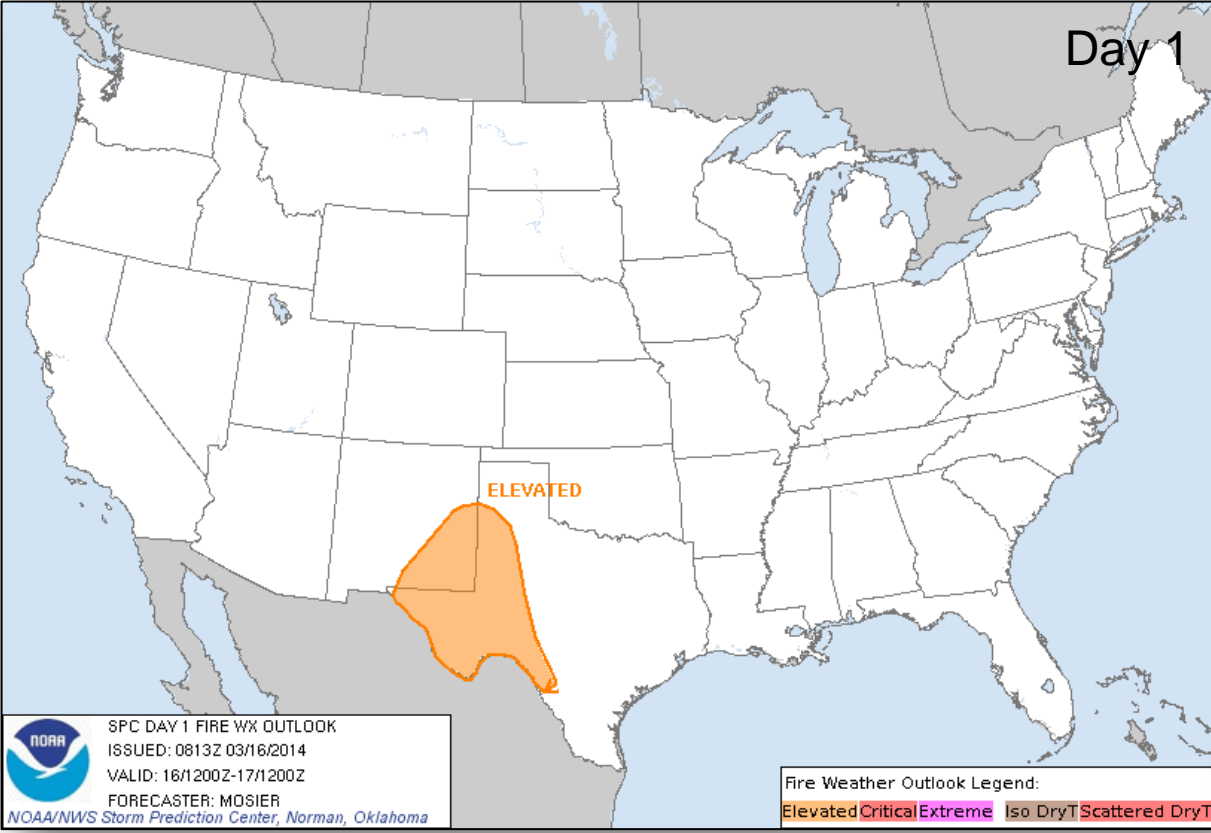 Day 1
ELEVATED
NOAA
SPC DAY 1 FIRE WX OUTLOOK
ISSUED: 0813Z 03/16/2014
VALID: 16/1200Z-17/1200Z
FORECASTER: MOSIER
NOAA/NWS Storm Prediction Center, Norman, Oklahoma
Fire Weather Outlook Legend:
Elevated Critical Extreme Iso DryT Scattered DryT